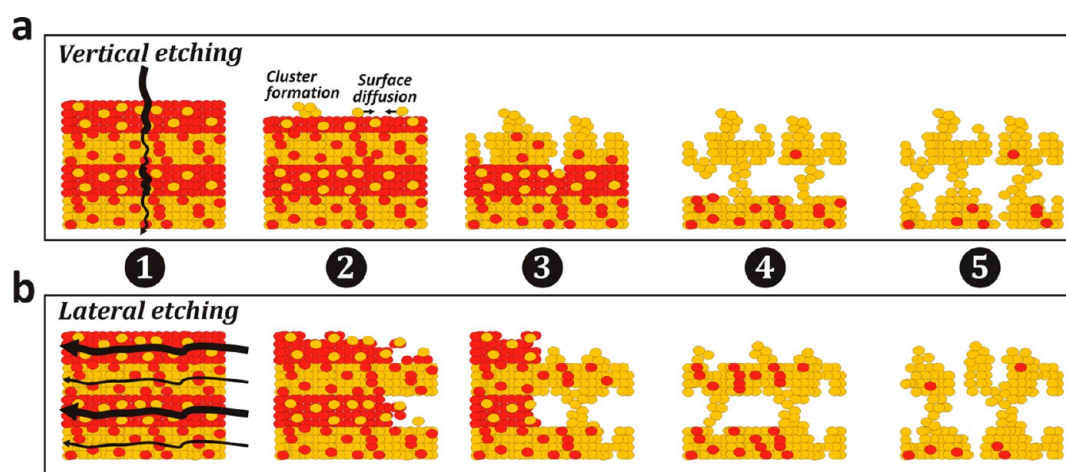 a
Vertical etching
Cluster
formation
Surface
diffusion
1
2
3
4
5
b
Lateral etching